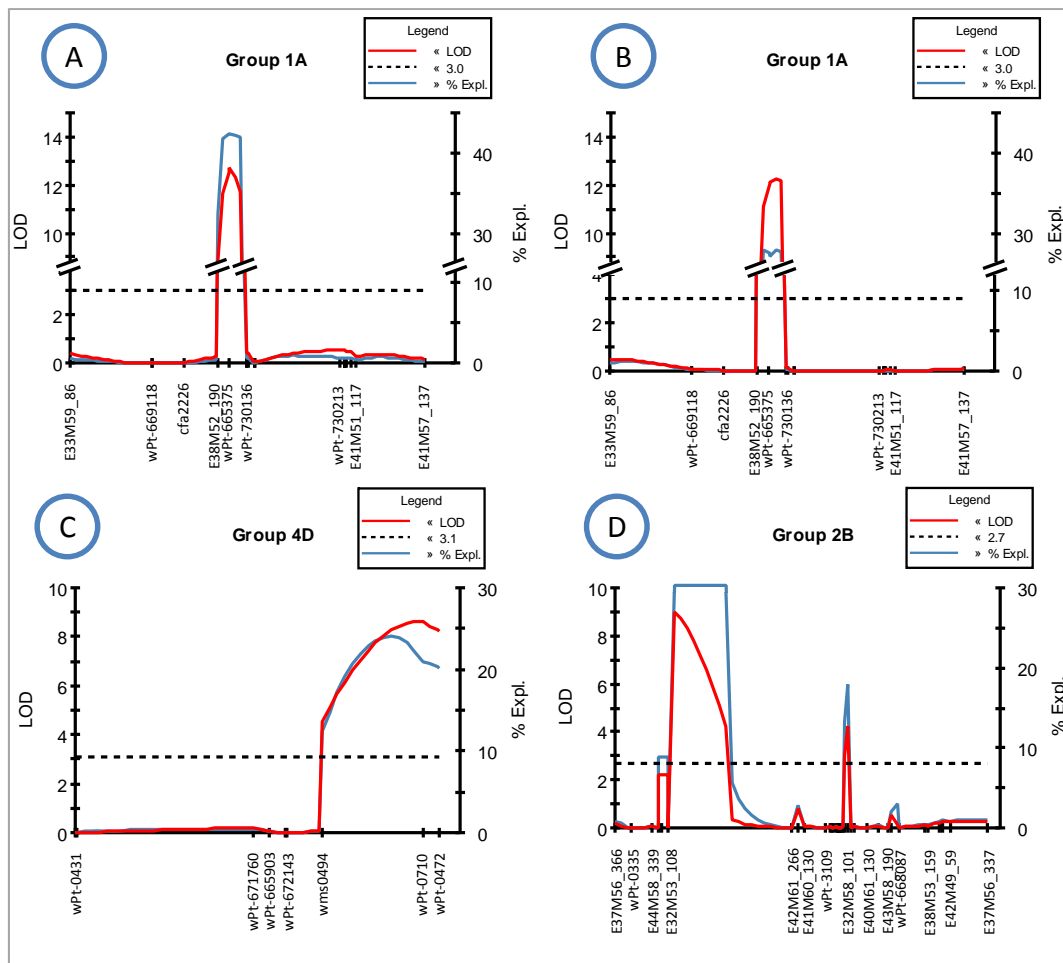 A
Group 1A
Legend
« LOD
« 3.0
» % Expl.
14
12
10
2
0
LOD
40
30
10
0
% Expl.
E33M59_86
wPt-669118
cfa2226
E38M52_190
wPt-665375
wPt-730136
wPt-730213
E41M51_117
E41M57_137
B
Group 1A
Legend
« LOD
« 3.0
» % Expl.
14
12
10
4
2
0
LOD
40
30
10
0
% Expl.
E33M59_86
wPt-669118
cfa2226
E38M52_190
wPt-665375
wPt-730136
wPt-730213
E41M51_117
E41M57_137
C
Group 4D
Legend
« LOD
« 3.1
» % Expl.
10
8
6
4
2
0
LOD
30
20
10
0
% Expl.
wPt-0431
wPt-671760
wPt-665903
wPt-672143
wms0494
wPt-0710
wPt-0472
D
Group 2B
Legend
« LOD
« 2.7
» % Expl.
10
8
6
4
2
0
LOD
30
20
10
0
% Expl.
E37M56_366
wPt-0335
E44M58_339
E32M53_108
E42M61_266
E41M60_130
wPt-3109
E32M58_101
E40M61_130
E43M58_190
wPt-668087
E38M53_159
E42M49_59
E37M56_337